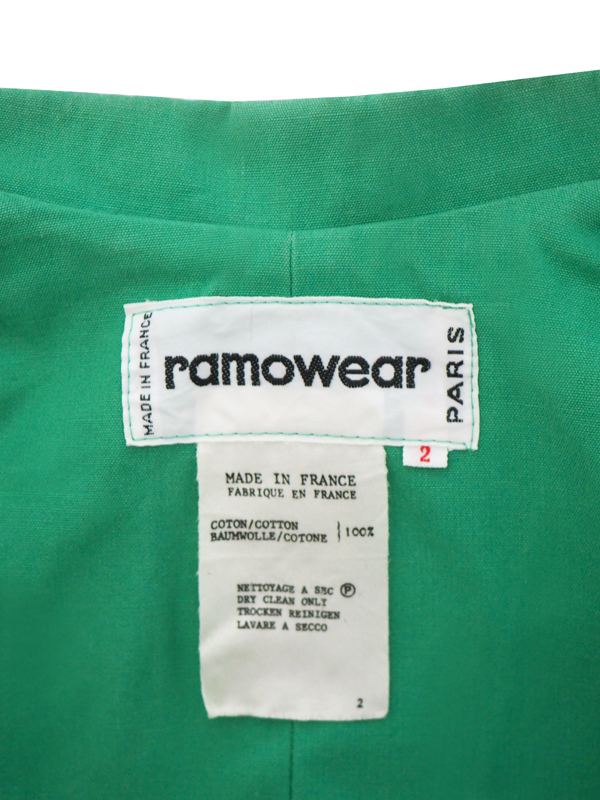 MADE IN FRANCE
ramowear
PARIS
2
MADE IN FRANCE
FABRIQUE EN FRANCE
COTON/COTTON
BAUMWOLLE/COTONE } 100%
NETTOYAGE A SEC Ⓟ
DRY CLEAN ONLY
TROCKEN REINIGEN
LAVARE A SECCO
2